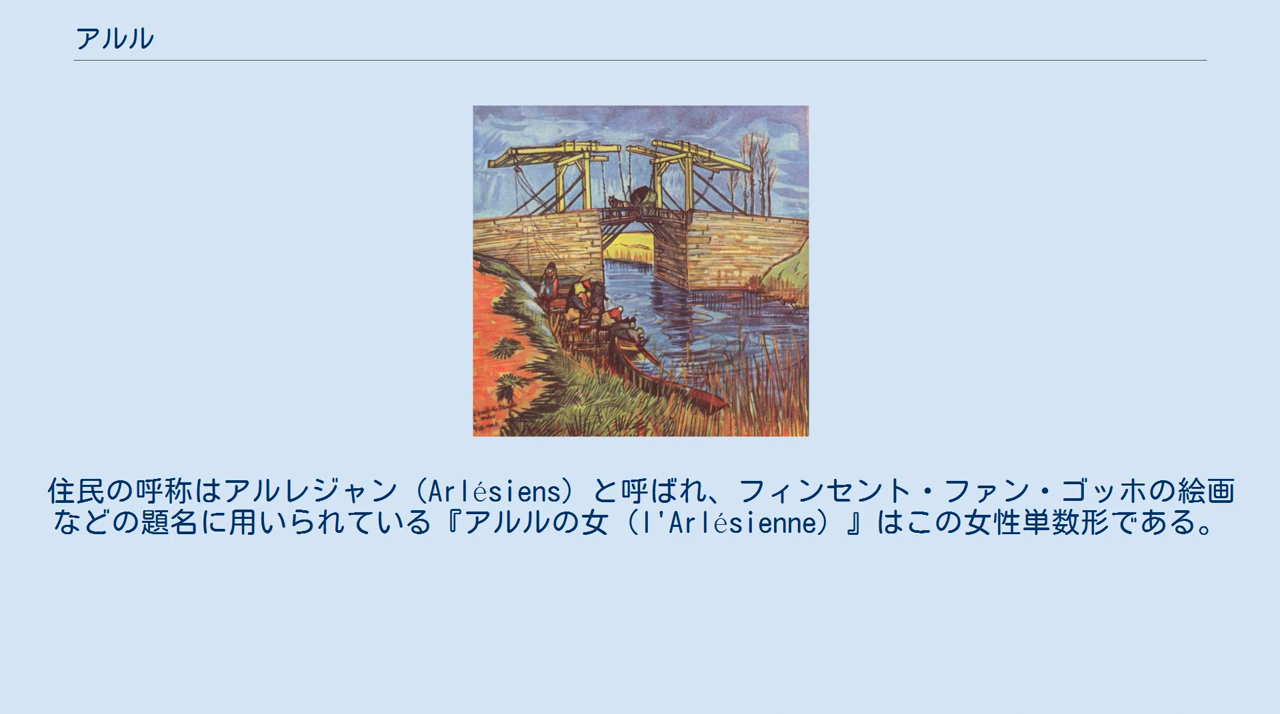 アルル
住民の呼称はアルレジャン（Arlésiens）と呼ばれ、フィンセント・ファン・ゴッホの絵画
などの題名に用いられている『アルルの女（l'Arlésienne）』はこの女性単数形である。